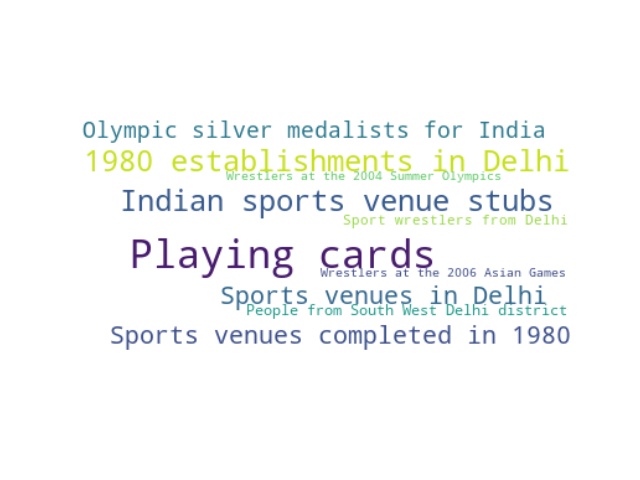 Olympic silver medalists for India
1980 establishments in Delhi
Wrestlers at the 2004 Summer Olympics
Indian sports venue stubs
Sport wrestlers from Delhi
Playing cards
Wrestlers at the 2006 Asian Games
Sports venues in Delhi
People from South West Delhi district
Sports venues completed in 1980